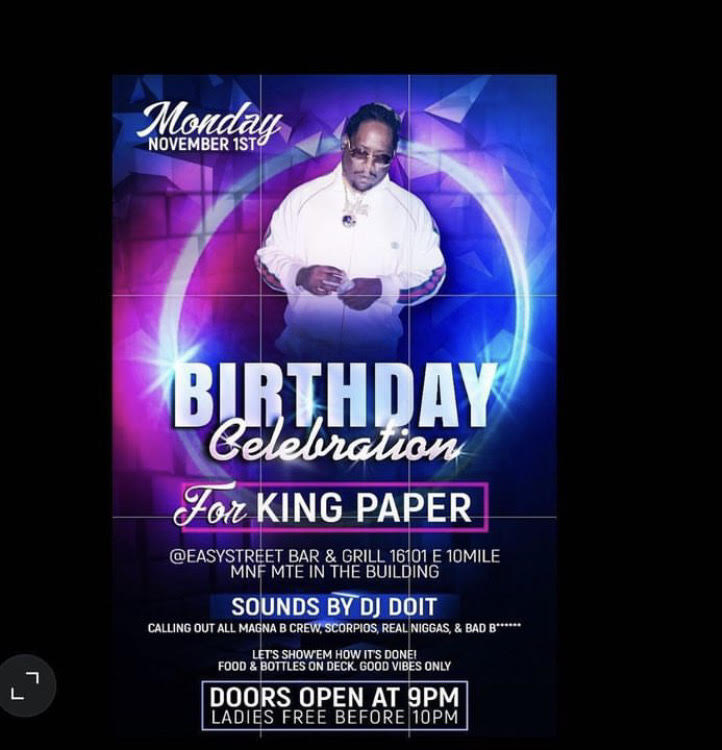 Monday
NOVEMBER 1ST
BIRTHDAY
Celebration
For KING PAPER
@EASYSTREET BAR & GRILL 16101 E 10MILE
MNF MTE IN THE BUILDING
SOUNDS BY DJ DOIT
CALLING OUT ALL MAGNA B CREW, SCORPIOS, REAL NIGGAS, & BAD B******
LET'S SHOW'EM HOW IT'S DONE!
FOOD & BOTTLES ON DECK. GOOD VIBES ONLY
DOORS OPEN AT 9PM
LADIES FREE BEFORE 10PM